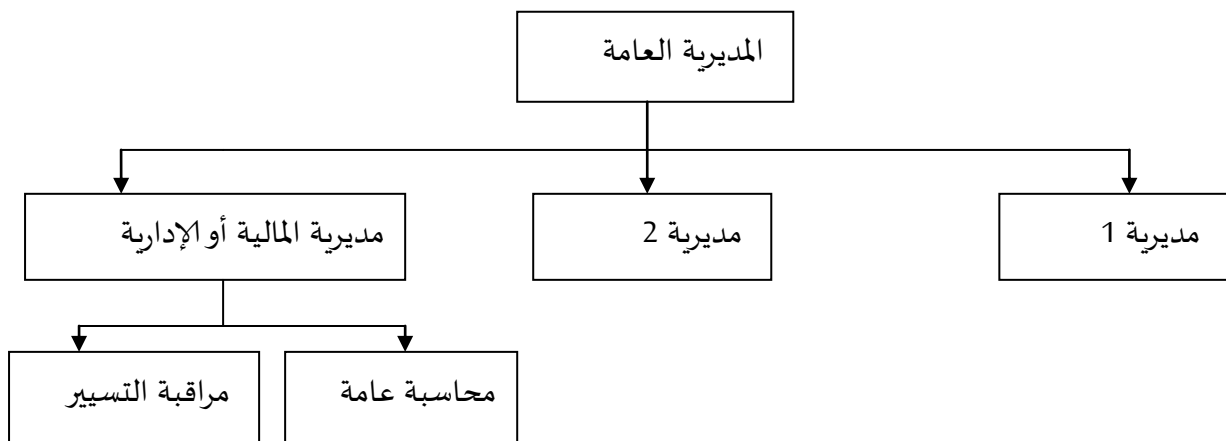 المديرية العامة
مديرية 1
مديرية 2
مديرية المالية أو الإدارية
محاسبة عامة
مراقبة التسيير